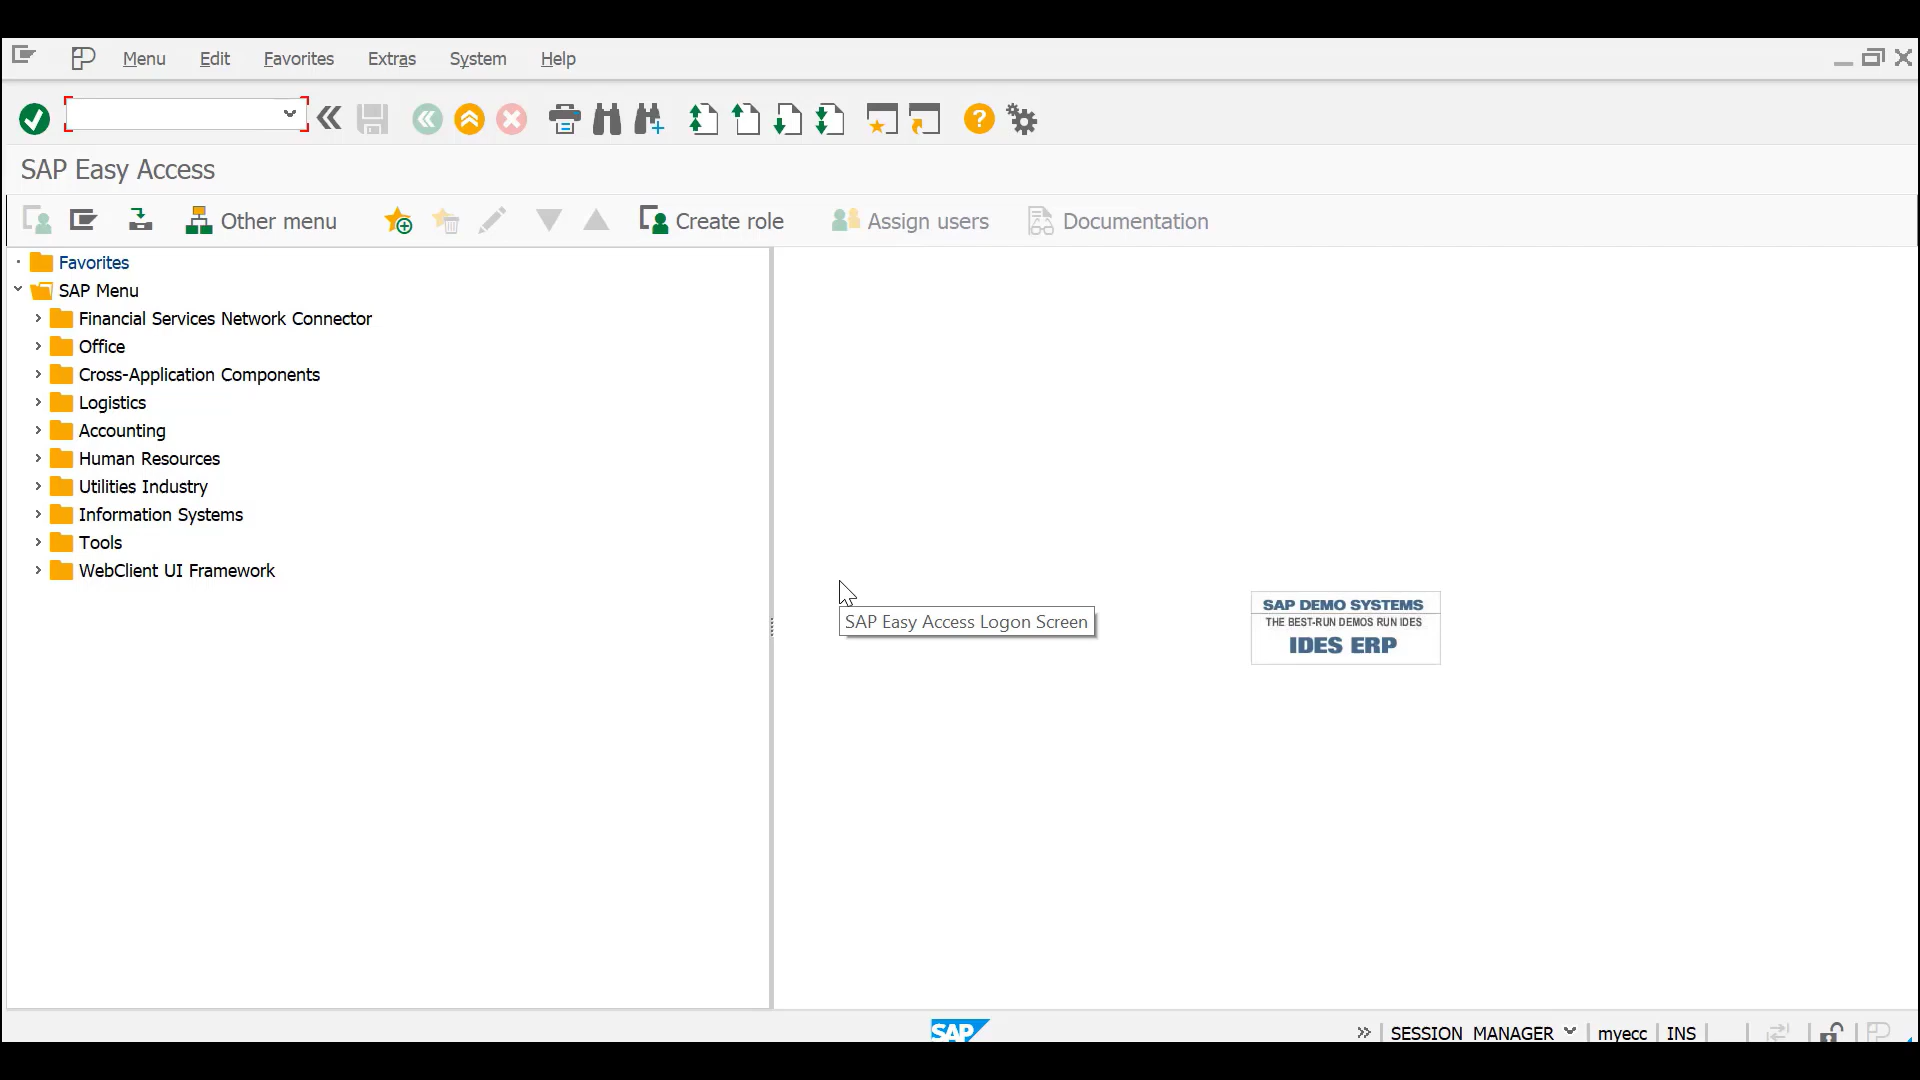 Menu Edit Favorites Extras System Help
SAP Easy Access
Other menu Create role Assign users Documentation
Favorites
SAP Menu
Financial Services Network Connector
Office
Cross-Application Components
Logistics
Accounting
Human Resources
Utilities Industry
Information Systems
Tools
WebClient UI Framework
SAP Easy Access Logon Screen
SAP DEMO SYSTEMS
THE BEST-RUN DEMOS RUN IDES
IDES ERP
SAP
SESSION_MANAGER myecc INS